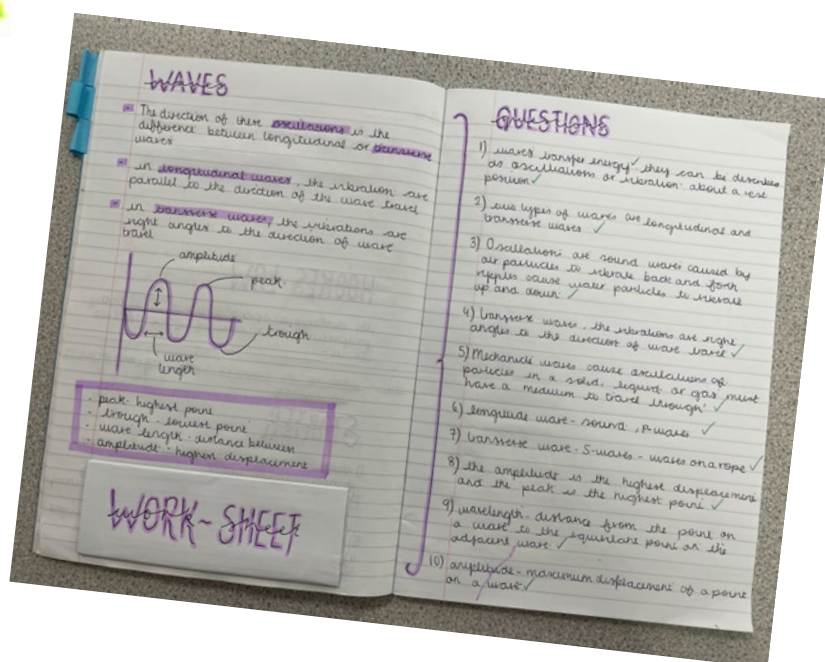 WAVES
The direction of these oscillations is the
difference between longitudinal or transverse
waves
in longitudinal waves, the vibration are
parallel to the direction of the wave travel
in transverse waves, the vibrations are
right angles to the direction of wave
travel
amplitude
peak
trough
wave
length
- peak - highest point
- trough - lowest point
- wave length - distance between
- amplitude - highest displacement
WORK-SHEET
QUESTIONS
1) waves transfer energy ✓ they can be described
as oscillations or vibration about a rest
position ✓
2) two types of waves are longitudinal and
transverse waves ✓
3) Oscillations are sound waves caused by
air particles to vibrate back and forth
ripples cause water particles to vibrate
up and down ✓
4) transverse waves, the vibrations are right
angles to the direction of wave travel ✓
5) Mechanical waves cause oscillations of
particles in a solid, liquid or gas must
have a medium to travel through ✓
6) longitude wave - sound, P-waves ✓
7) transverse wave - S-waves - waves on a rope ✓
8) the amplitude is the highest displacement
and the peak is the highest point ✓
9) wavelength - distance from the point on
a wave to the equivalent point on the
adjacent wave ✓
10) amplitude - maximum displacement of a point
on a wave ✓